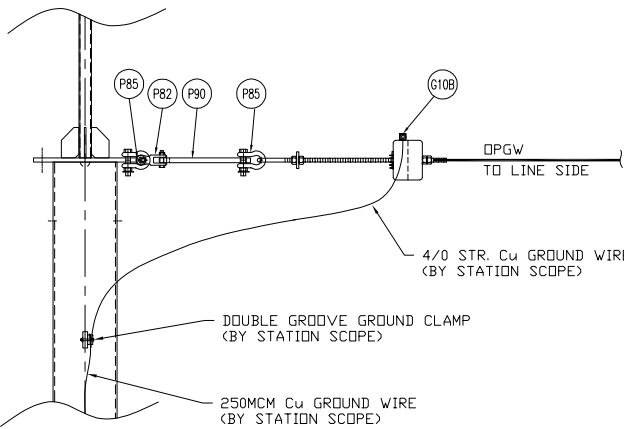 P85
P82
P90
P85
G10B
OPGW
TO LINE SIDE
4/0 STR. Cu GROUND WIRE
(BY STATION SCOPE)
DOUBLE GROOVE GROUND CLAMP
(BY STATION SCOPE)
250MCM Cu GROUND WIRE
(BY STATION SCOPE)